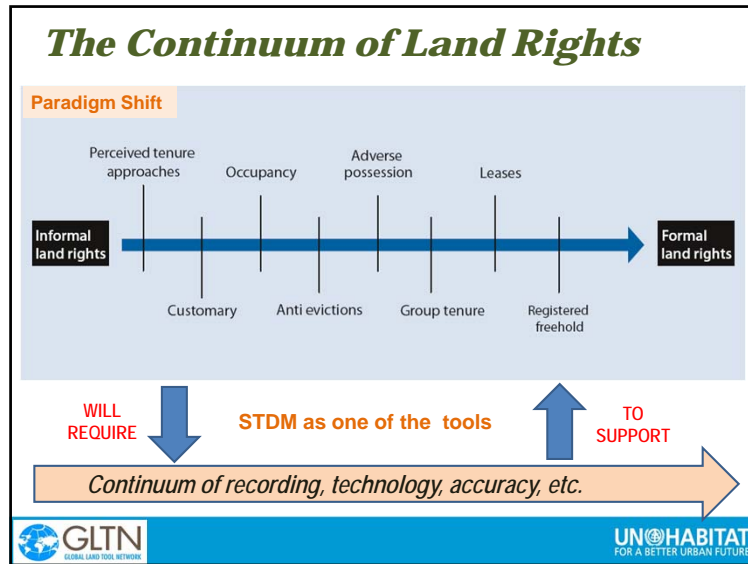 The Continuum of Land Rights
Paradigm Shift
Perceived tenure
approaches
Occupancy
Adverse
possession
Leases
Informal
land rights
Formal
land rights
Customary
Anti evictions
Group tenure
Registered
freehold
WILL
REQUIRE
STDM as one of the tools
TO
SUPPORT
Continuum of recording, technology, accuracy, etc.
GLTN
GLOBAL LAND TOOL NETWORK
UN HABITAT
FOR A BETTER URBAN FUTURE